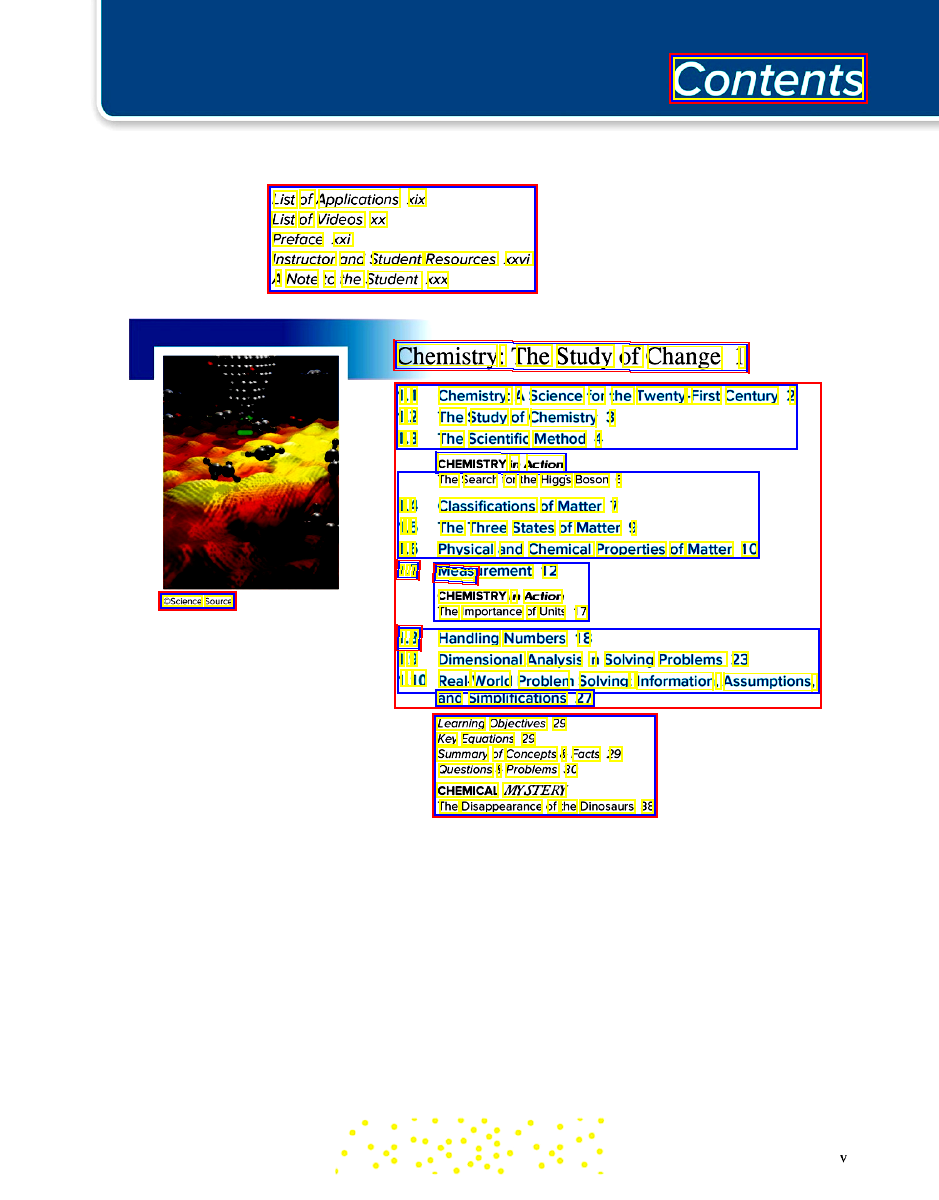 Contents
List of Applications xix
List of Videos xx
Preface xxi
Instructor and Student Resources xxvi
A Note to the Student xxx
Chemistry: The Study of Change 1
1.1 Chemistry: A Science for the Twenty-First Century 2
1.2 The Study of Chemistry 3
1.3 The Scientific Method 4
CHEMISTRY in Action
The Search for the Higgs Boson 6
1.4 Classifications of Matter 7
1.5 The Three States of Matter 9
1.6 Physical and Chemical Properties of Matter 10
1.7 Measurement 12
CHEMISTRY in Action
The Importance of Units 17
©Science Source
1.8 Handling Numbers 18
1.9 Dimensional Analysis in Solving Problems 23
1.10 Real-World Problem Solving: Information, Assumptions,
and Simplifications 27
Learning Objectives 29
Key Equations 29
Summary of Concepts & Facts 29
Questions & Problems 30
CHEMICAL MYSTERY
The Disappearance of the Dinosaurs 38
v